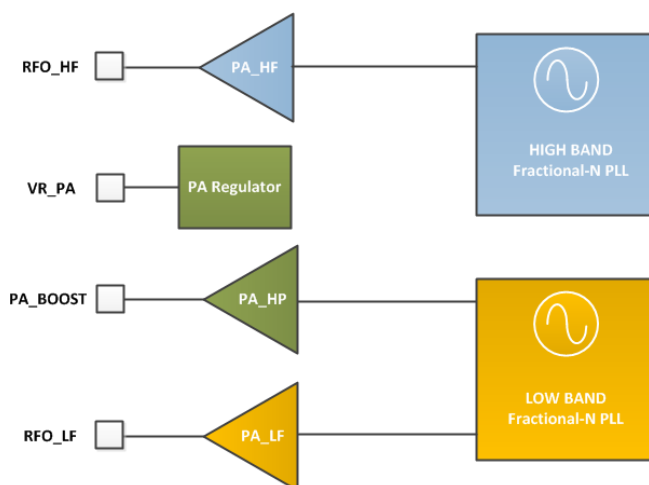 RFO_HF
PA_HF
HIGH BAND
Fractional-N PLL
VR_PA
PA Regulator
PA_BOOST
PA_HP
LOW BAND
Fractional-N PLL
RFO_LF
PA_LF